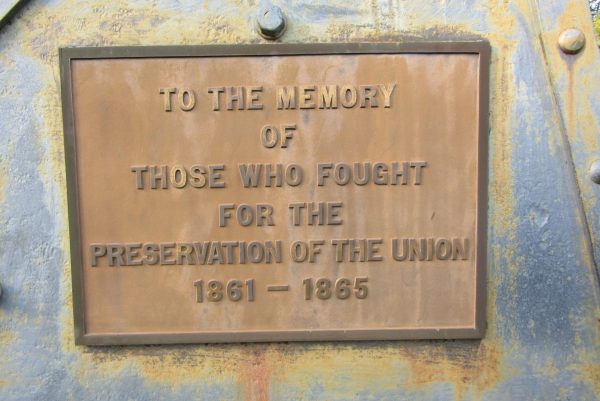 TO THE MEMORY
OF
THOSE WHO FOUGHT
FOR THE
PRESERVATION OF THE UNION
1861 — 1865